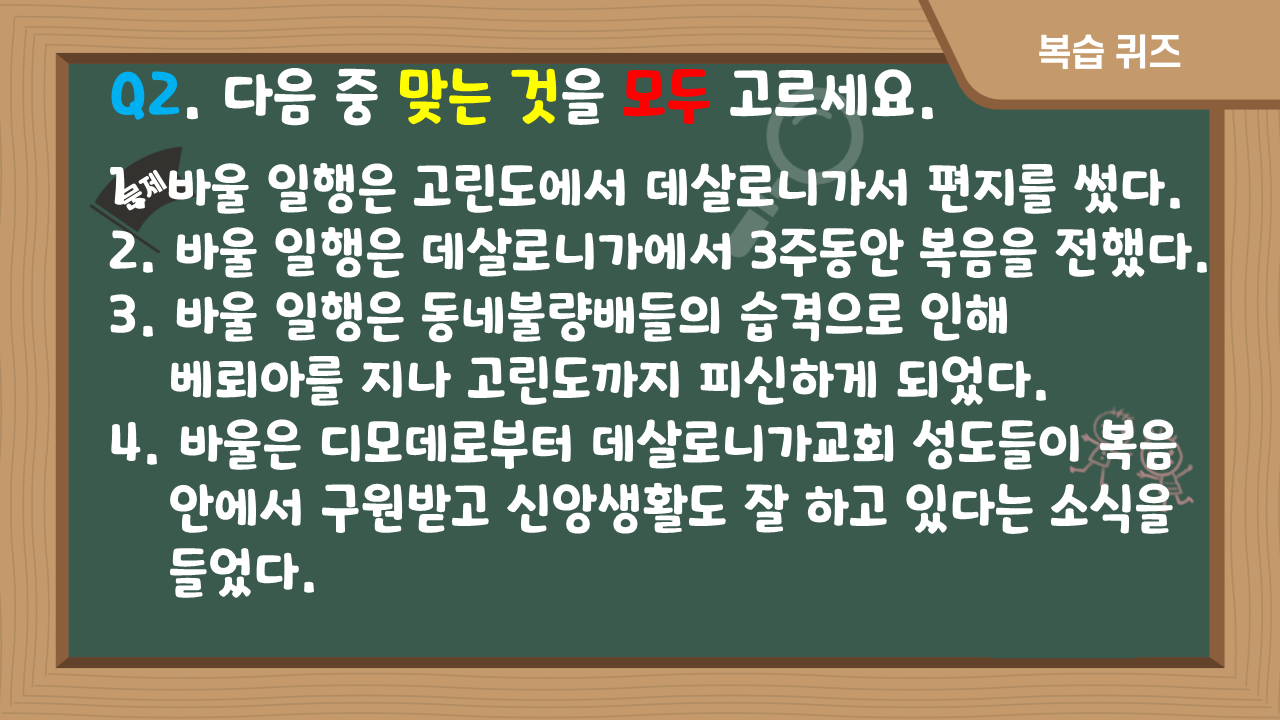 복습 퀴즈
Q2. 다음 중 맞는 것을 모두 고르세요.
문제
1. 바울 일행은 고린도에서 데살로니가서 편지를 썼다.
2. 바울 일행은 데살로니가에서 3주동안 복음을 전했다.
3. 바울 일행은 동네불량배들의 습격으로 인해
베뢰아를 지나 고린도까지 피신하게 되었다.
4. 바울은 디모데로부터 데살로니가교회 성도들이 복음
안에서 구원받고 신앙생활도 잘 하고 있다는 소식을
들었다.